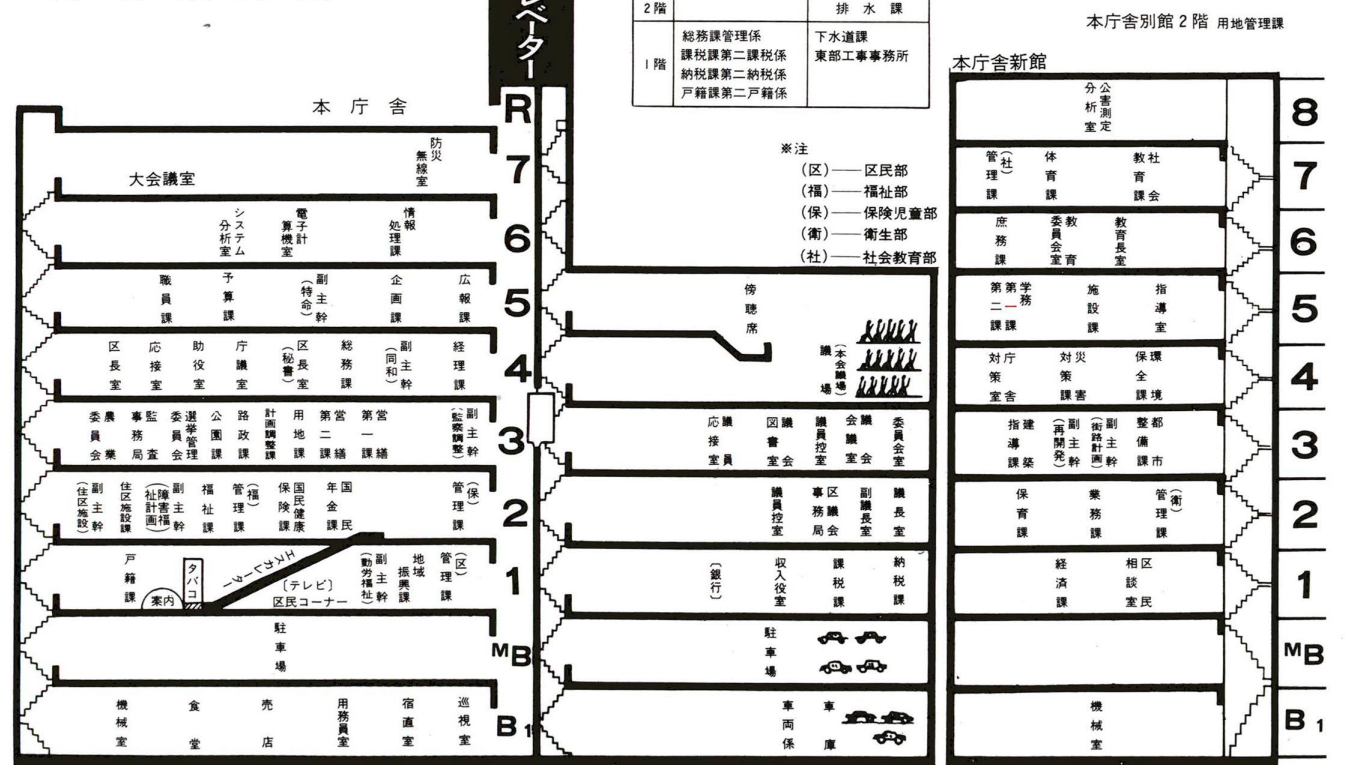 レベーター
2階
排水課
1階
総務課管理係
課税課第二課税係
納税課第二納税係
戸籍課第二戸籍係
下水道課
東部工事事務所
本庁舎別館2階 用地管理課
※注
(区)——区民部
(福)——福祉部
(保)——保険児童部
(衛)——衛生部
(社)——社会教育部
本庁舎
R
7
大会議室
防災無線室
6
システム分析室
電子計算機室
情報処理課
5
職員課
予算課
副主幹(特命)
企画課
広報課
4
区長室
応接室
助役室
庁議室
区長室(秘書)
総務課
副主幹(同和)
経理課
3
農業委員会
監査事務局
選挙管理委員会
公園課
路政課
計画調整課
用地課
営繕第二課
営繕第一課
副主幹(監察調整)
2
副主幹(住区施設)
住区施設課
副主幹(障害福祉計画)
福祉課
(福)管理課
国民健康保険課
国民年金課
(保)管理課
1
戸籍課
案内
タバコ
エスカレーター
〔テレビ〕
区民コーナー
副主幹(勤労福祉)
地域振興課
(区)管理課
MB
駐車場
B1
機械室
食堂
売店
用務員室
宿直室
巡視室
傍聴席
議場(本会議場)
議員応接室
議会図書室
議員控室
議会会議室
委員会室
議員控室
区議会事務局
副議長室
議長室
〔銀行〕
収入役室
課税課
納税課
駐車場
車両係
車庫
本庁舎新館
8
公害測定分析室
7
(社)管理課
体育課
社会教育課
6
庶務課
教育委員会室
教育長室
5
学務第一課
第二課
施設課
指導室
4
庁舎対策室
災害対策課
環境保全課
3
建築指導課
副主幹(再開発)
副主幹(街路計画)
都市整備課
2
保育課
業務課
(衛)管理課
1
経済課
区民相談室
MB
B1
機械室